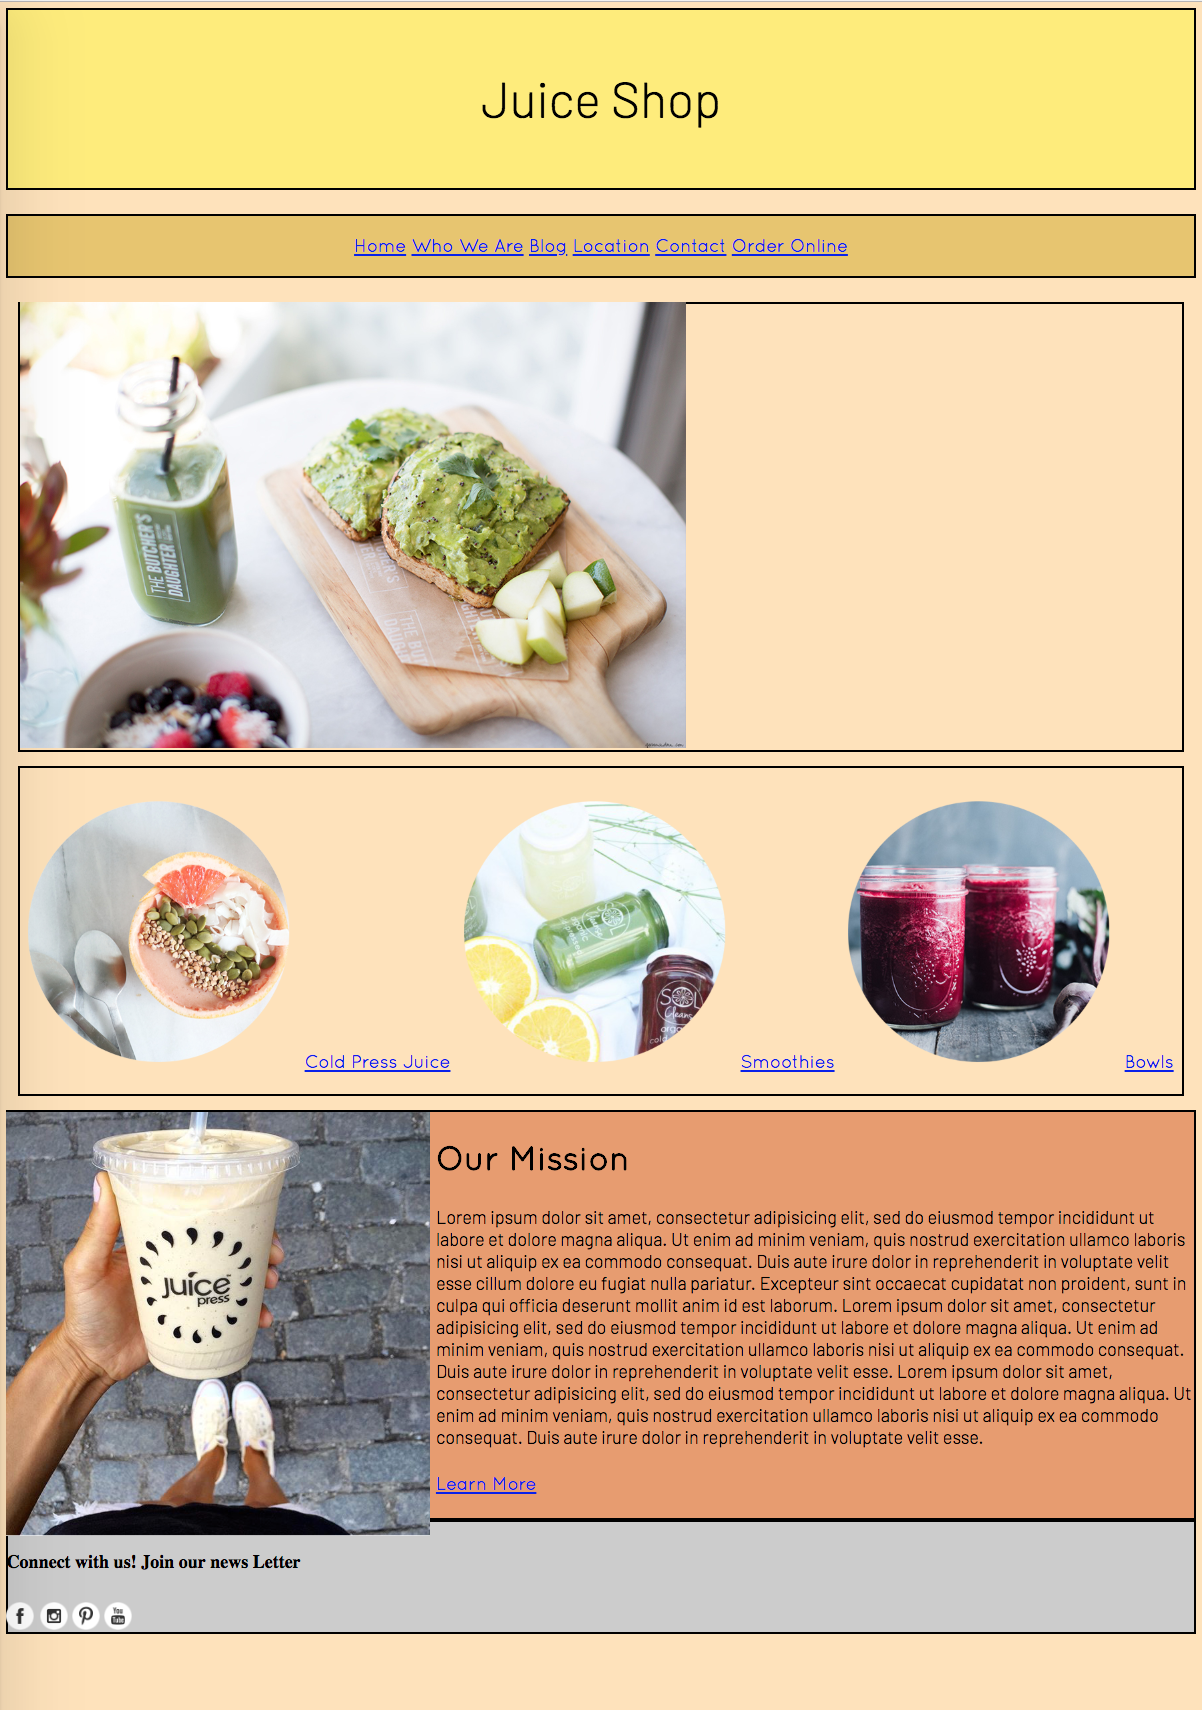 Juice Shop
Home Who We Are Blog Location Contact Order Online
THE BUTCHER'S
DAUGHTER
SOL
SOL
Cleanse
Cold Press Juice Smoothies Bowls
juice
press
Our Mission
Lorem ipsum dolor sit amet, consectetur adipisicing elit, sed do eiusmod tempor incididunt ut
labore et dolore magna aliqua. Ut enim ad minim veniam, quis nostrud exercitation ullamco laboris
nisi ut aliquip ex ea commodo consequat. Duis aute irure dolor in reprehenderit in voluptate velit
esse cillum dolore eu fugiat nulla pariatur. Excepteur sint occaecat cupidatat non proident, sunt in
culpa qui officia deserunt mollit anim id est laborum. Lorem ipsum dolor sit amet, consectetur
adipisicing elit, sed do eiusmod tempor incididunt ut labore et dolore magna aliqua. Ut enim ad
minim veniam, quis nostrud exercitation ullamco laboris nisi ut aliquip ex ea commodo consequat.
Duis aute irure dolor in reprehenderit in voluptate velit esse. Lorem ipsum dolor sit amet,
consectetur adipisicing elit, sed do eiusmod tempor incididunt ut labore et dolore magna aliqua. Ut
enim ad minim veniam, quis nostrud exercitation ullamco laboris nisi ut aliquip ex ea commodo
consequat. Duis aute irure dolor in reprehenderit in voluptate velit esse.
Learn More
Connect with us! Join our news Letter
You
Tube